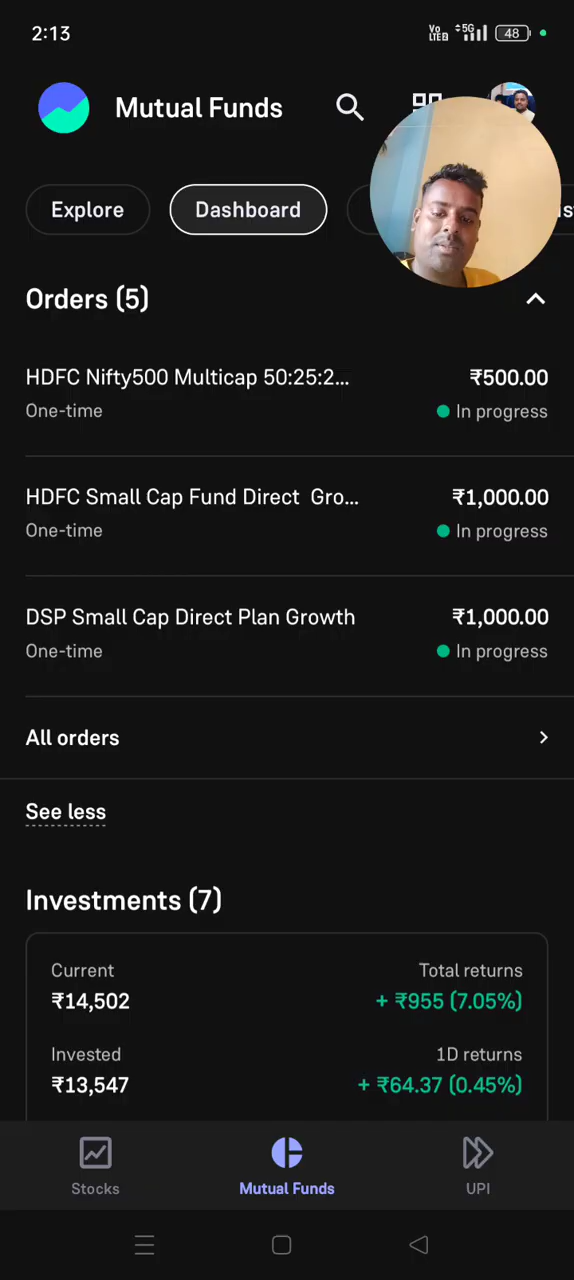 2:13
Vo LTE2 5G 48
Mutual Funds
Explore
Dashboard
Orders (5)
HDFC Nifty500 Multicap 50:25:2...
₹500.00
One-time
In progress
HDFC Small Cap Fund Direct Gro...
₹1,000.00
One-time
In progress
DSP Small Cap Direct Plan Growth
₹1,000.00
One-time
In progress
All orders
See less
Investments (7)
Current
Total returns
₹14,502
+ ₹955 (7.05%)
Invested
1D returns
₹13,547
+ ₹64.37 (0.45%)
Stocks
Mutual Funds
UPI